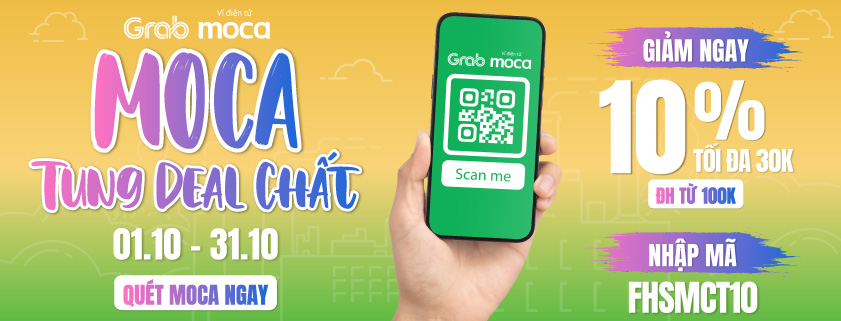 Ví điện tử
Grab moca
MOCA
TUNG DEAL CHẤT
01.10 - 31.10
QUÉT MOCA NGAY
Ví điện tử
Grab moca
Scan me
GIẢM NGAY
10%
TỐI ĐA 30K
ĐH TỪ 100K
NHẬP MÃ
FHSMCT10